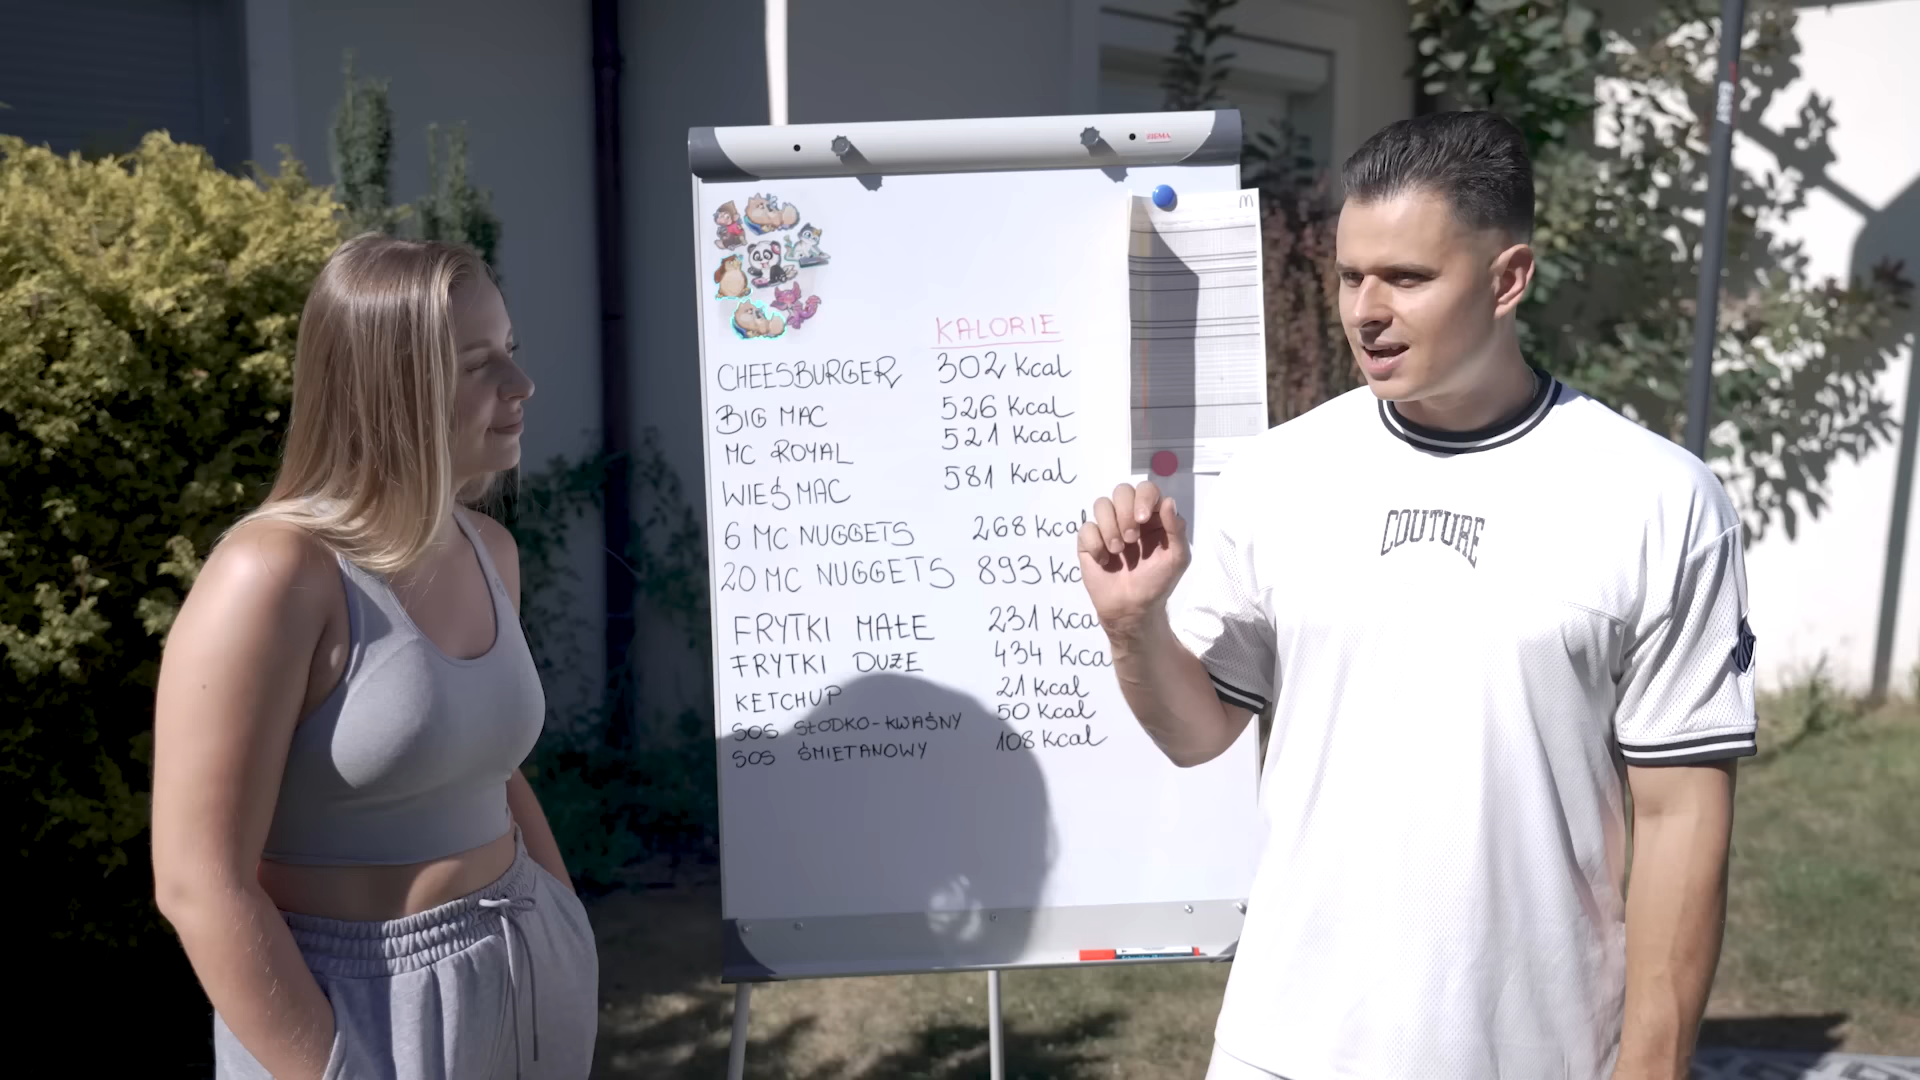 SIGMA
M
KALORIE
CHEESBURGER 302 Kcal
BIG MAC 526 Kcal
MC ROYAL 521 Kcal
WIEŚ MAC 581 Kcal
6 MC NUGGETS 268 Kcal
20 MC NUGGETS 893 Kc
FRYTKI MAŁE 231 Kca
FRYTKI DUŻE 434 Kca
KETCHUP 21 Kcal
SOS SŁODKO-KWAŚNY 50 Kcal
SOS ŚMIETANOWY 108 Kcal
COUTURE